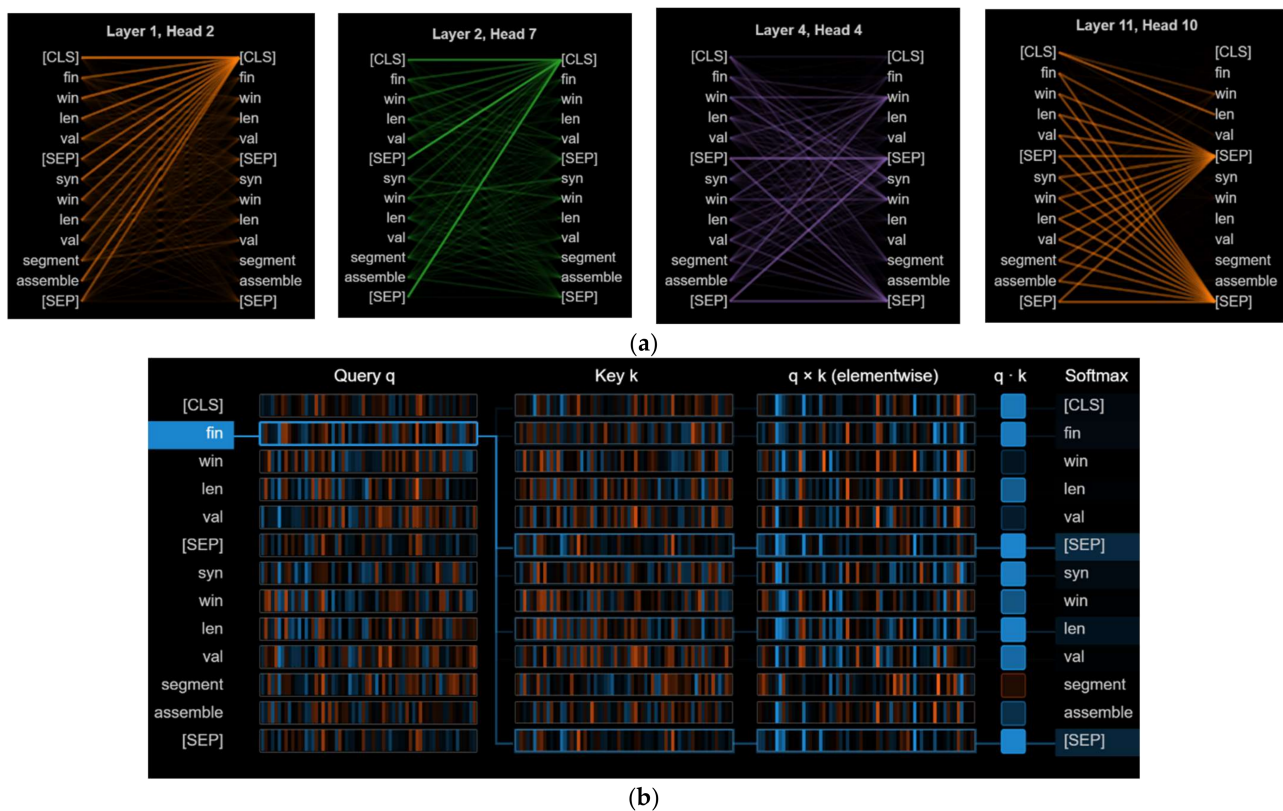 Layer 1, Head 2
[CLS] [CLS]
fin fin
win win
len len
val val
[SEP] [SEP]
syn syn
win win
len len
val val
segment segment
assemble assemble
[SEP] [SEP]
Layer 2, Head 7
[CLS] [CLS]
fin fin
win win
len len
val val
[SEP] [SEP]
syn syn
win win
len len
val val
segment segment
assemble assemble
[SEP] [SEP]
Layer 4, Head 4
[CLS] [CLS]
fin fin
win win
len len
val val
[SEP] [SEP]
syn syn
win win
len len
val val
segment segment
assemble assemble
[SEP] [SEP]
Layer 11, Head 10
[CLS] [CLS]
fin fin
win win
len len
val val
[SEP] [SEP]
syn syn
win win
len len
val val
segment segment
assemble assemble
[SEP] [SEP]
(a)
Query q Key k q × k (elementwise) q · k Softmax
[CLS] [CLS]
fin fin
win win
len len
val val
[SEP] [SEP]
syn syn
win win
len len
val val
segment segment
assemble assemble
[SEP] [SEP]
(b)